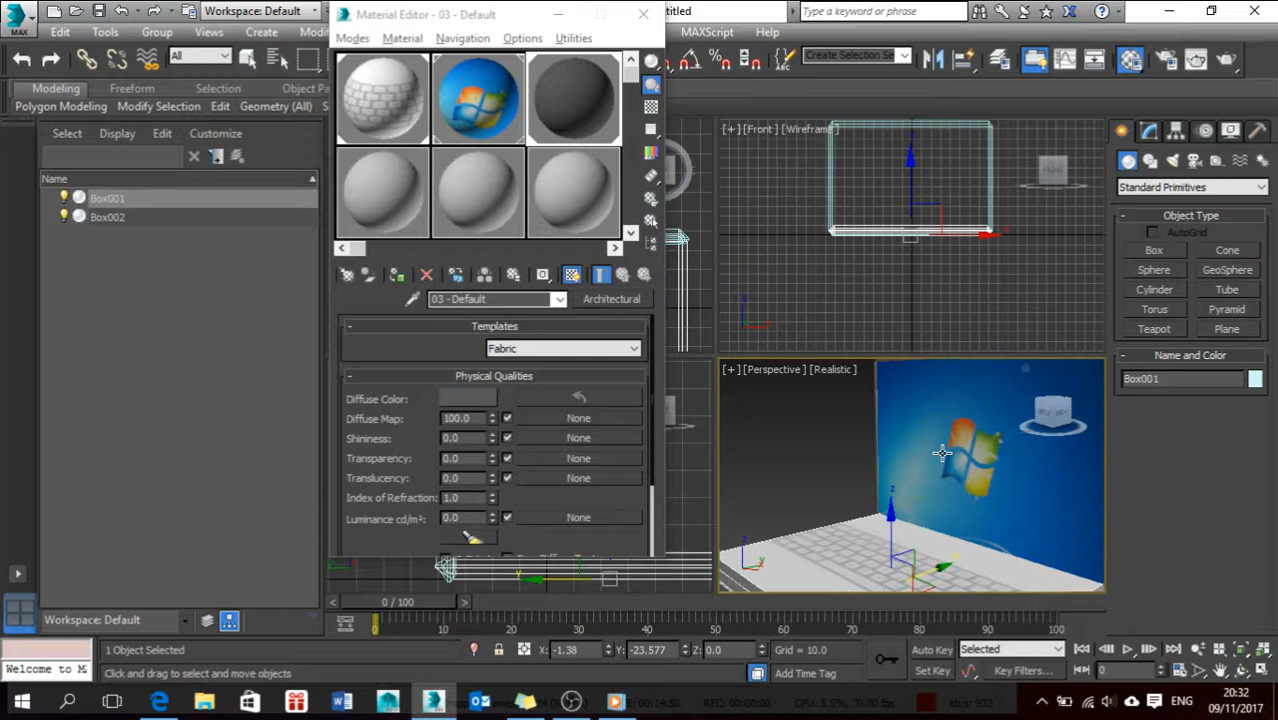 Workspace: Default
Material Editor - 03 - Default
ntitled
Type a keyword or phrase
Edit
Tools
Group
Views
Create
Modes
Material
Navigation
Options
Utilities
MAXScript
Help
All
Create Selection Se
Modeling
Freeform
Selection
Object Pa
Polygon Modeling
Modify Selection
Edit
Geometry (All)
Select
Display
Edit
Customize
Name
Box001
Box002
[+] [Front] [Wireframe]
Standard Primitives
Object Type
AutoGrid
Box
Cone
Sphere
GeoSphere
Cylinder
Tube
Torus
Pyramid
Teapot
Plane
Name and Color
Box001
03 - Default
Architectural
Templates
Fabric
Physical Qualities
Diffuse Color:
Diffuse Map:
100.0
None
Shininess:
0.0
None
Transparency:
0.0
None
Translucency:
0.0
None
Index of Refraction:
1.0
Luminance cd/m²:
0.0
None
[+] [Perspective] [Realistic]
0 / 100
Workspace: Default
10 20 30 40 50 60 70 80 90 100
1 Object Selected
X: -1.38
Y: -23.577
Z: 0.0
Grid = 10.0
Auto Key
Selected
Welcome to M
Click and drag to select and move objects
Add Time Tag
Set Key
Key Filters...
0
20:32
09/11/2017